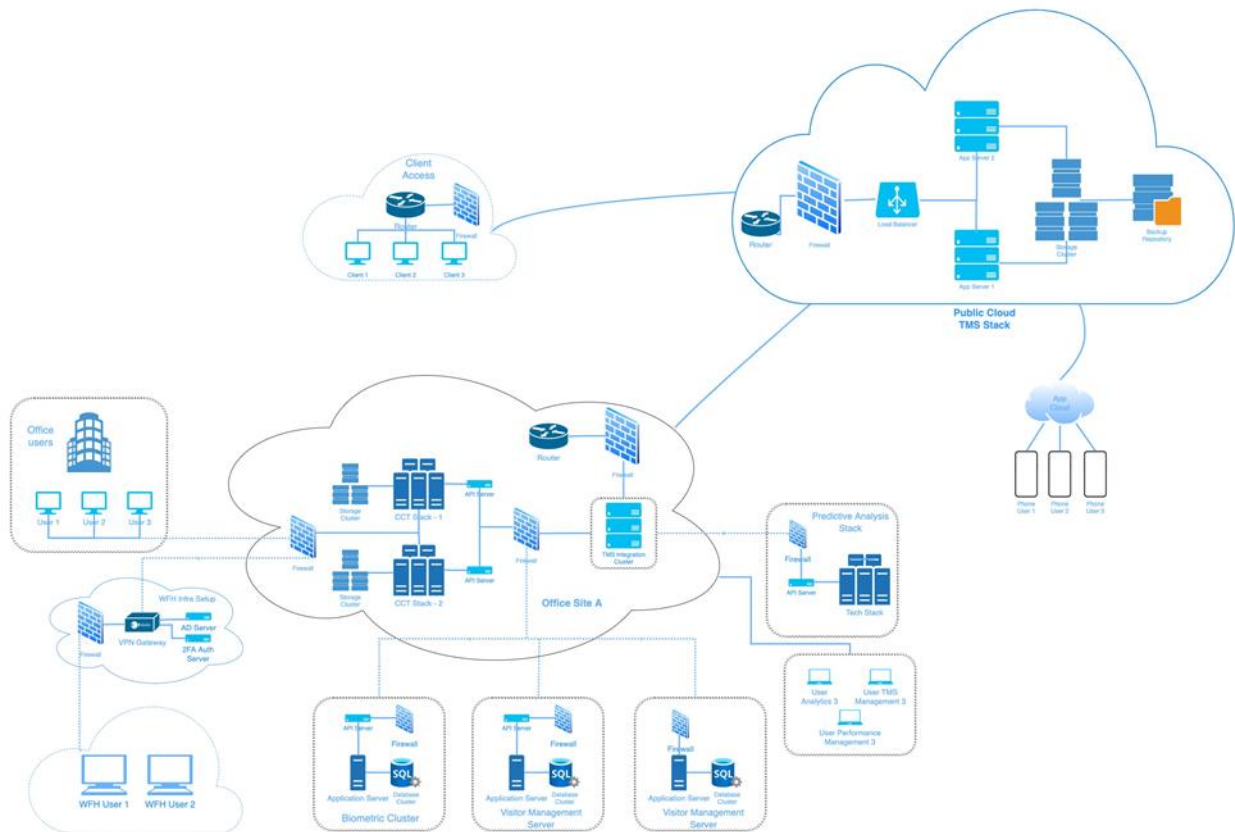 Client
Access
Router
Firewall
Client 1
Client 2
Client 3
App Server 2
Router
Firewall
Load Balancer
App Server 1
Storage
Cluster
Backup
Repository
Public Cloud
TMS Stack
App
Cloud
Phone
User 1
Phone
User 2
Phone
User 3
Office
users
User 1
User 2
User 3
Router
Firewall
Storage
Cluster
CCT Stack - 1
API Server
Firewall
Firewall
TMS Integration
Cluster
Storage
Cluster
CCT Stack - 2
API Server
Office Site A
Predictive Analysis
Stack
Firewall
API Server
Tech Stack
WFH Infra Setup
Firewall
VPN Gateway
AD Server
2FA Auth
Server
User
Analytics 3
User TMS
Management 3
User Performance
Management 3
WFH User 1
WFH User 2
API Server
Firewall
SQL
Application Server
Database
Cluster
Biometric Cluster
API Server
Firewall
SQL
Application Server
Database
Cluster
Visitor Management
Server
Firewall
SQL
Application Server
Database
Cluster
Visitor Management
Server